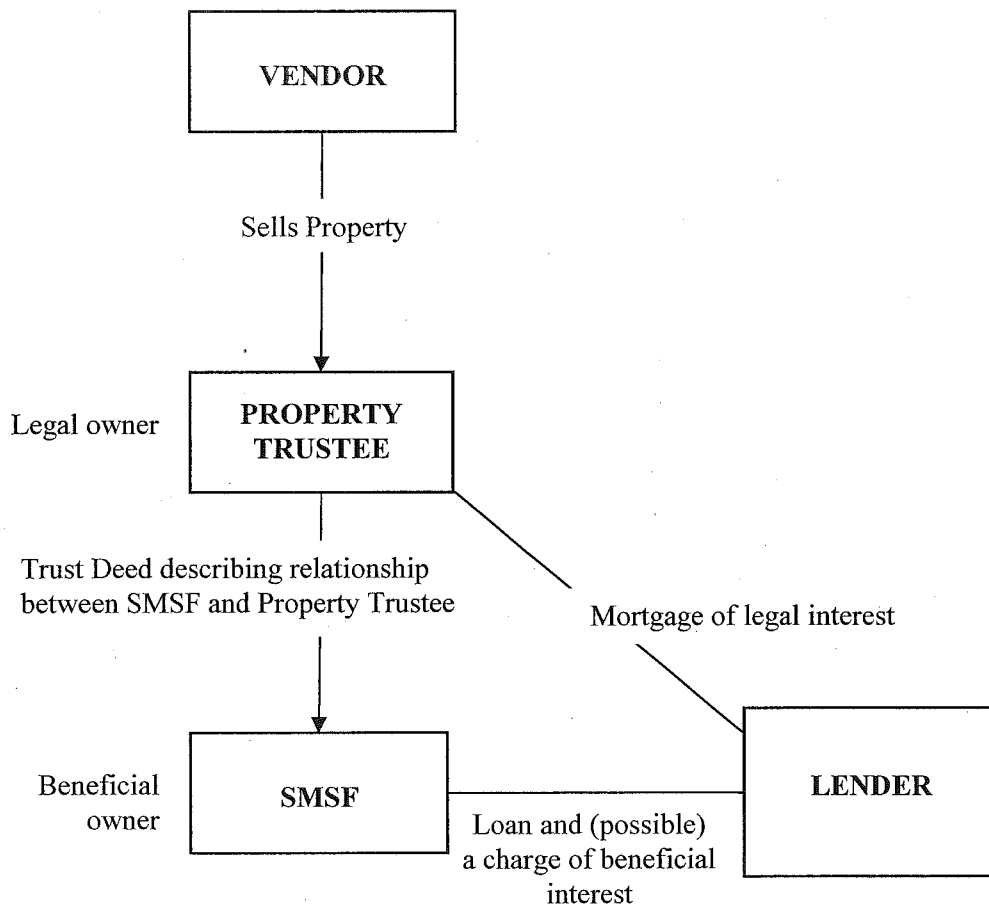 VENDOR
Sells Property
Legal owner
PROPERTY
TRUSTEE
Trust Deed describing relationship
between SMSF and Property Trustee
Mortgage of legal interest
Beneficial
owner
SMSF
Loan and (possible)
a charge of beneficial
interest
LENDER